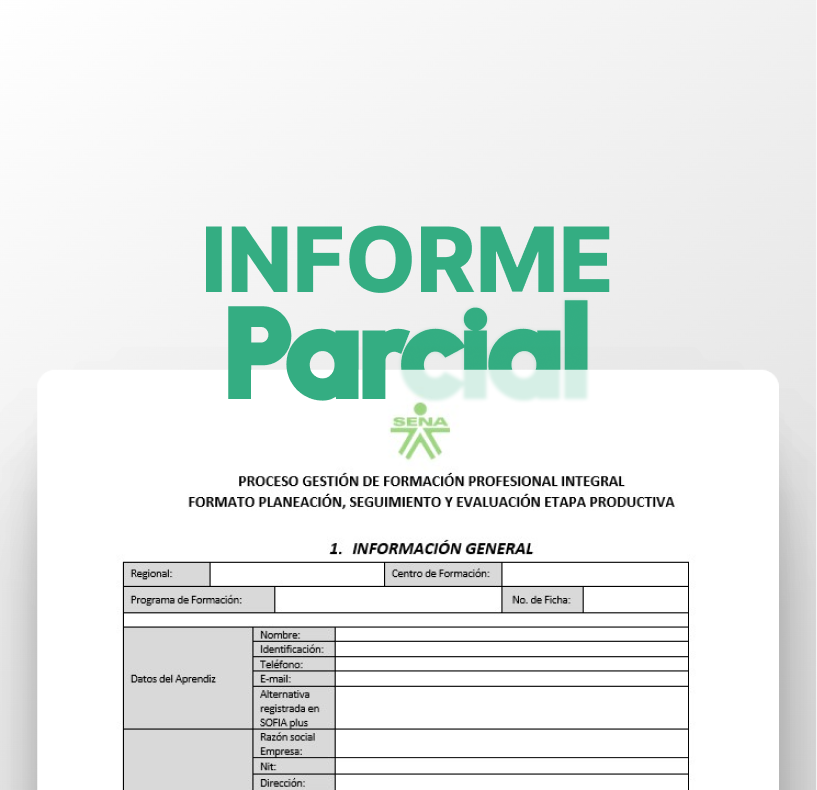 INFORME
Parcial
SENA
PROCESO GESTIÓN DE FORMACIÓN PROFESIONAL INTEGRAL
FORMATO PLANEACIÓN, SEGUIMIENTO Y EVALUACIÓN ETAPA PRODUCTIVA
1. INFORMACIÓN GENERAL
Regional: Centro de Formación:
Programa de Formación: No. de Ficha:
Datos del Aprendiz
Nombre:
Identificación:
Teléfono:
E-mail:
Alternativa
registrada en
SOFIA plus
Razón social
Empresa:
Nit:
Dirección: